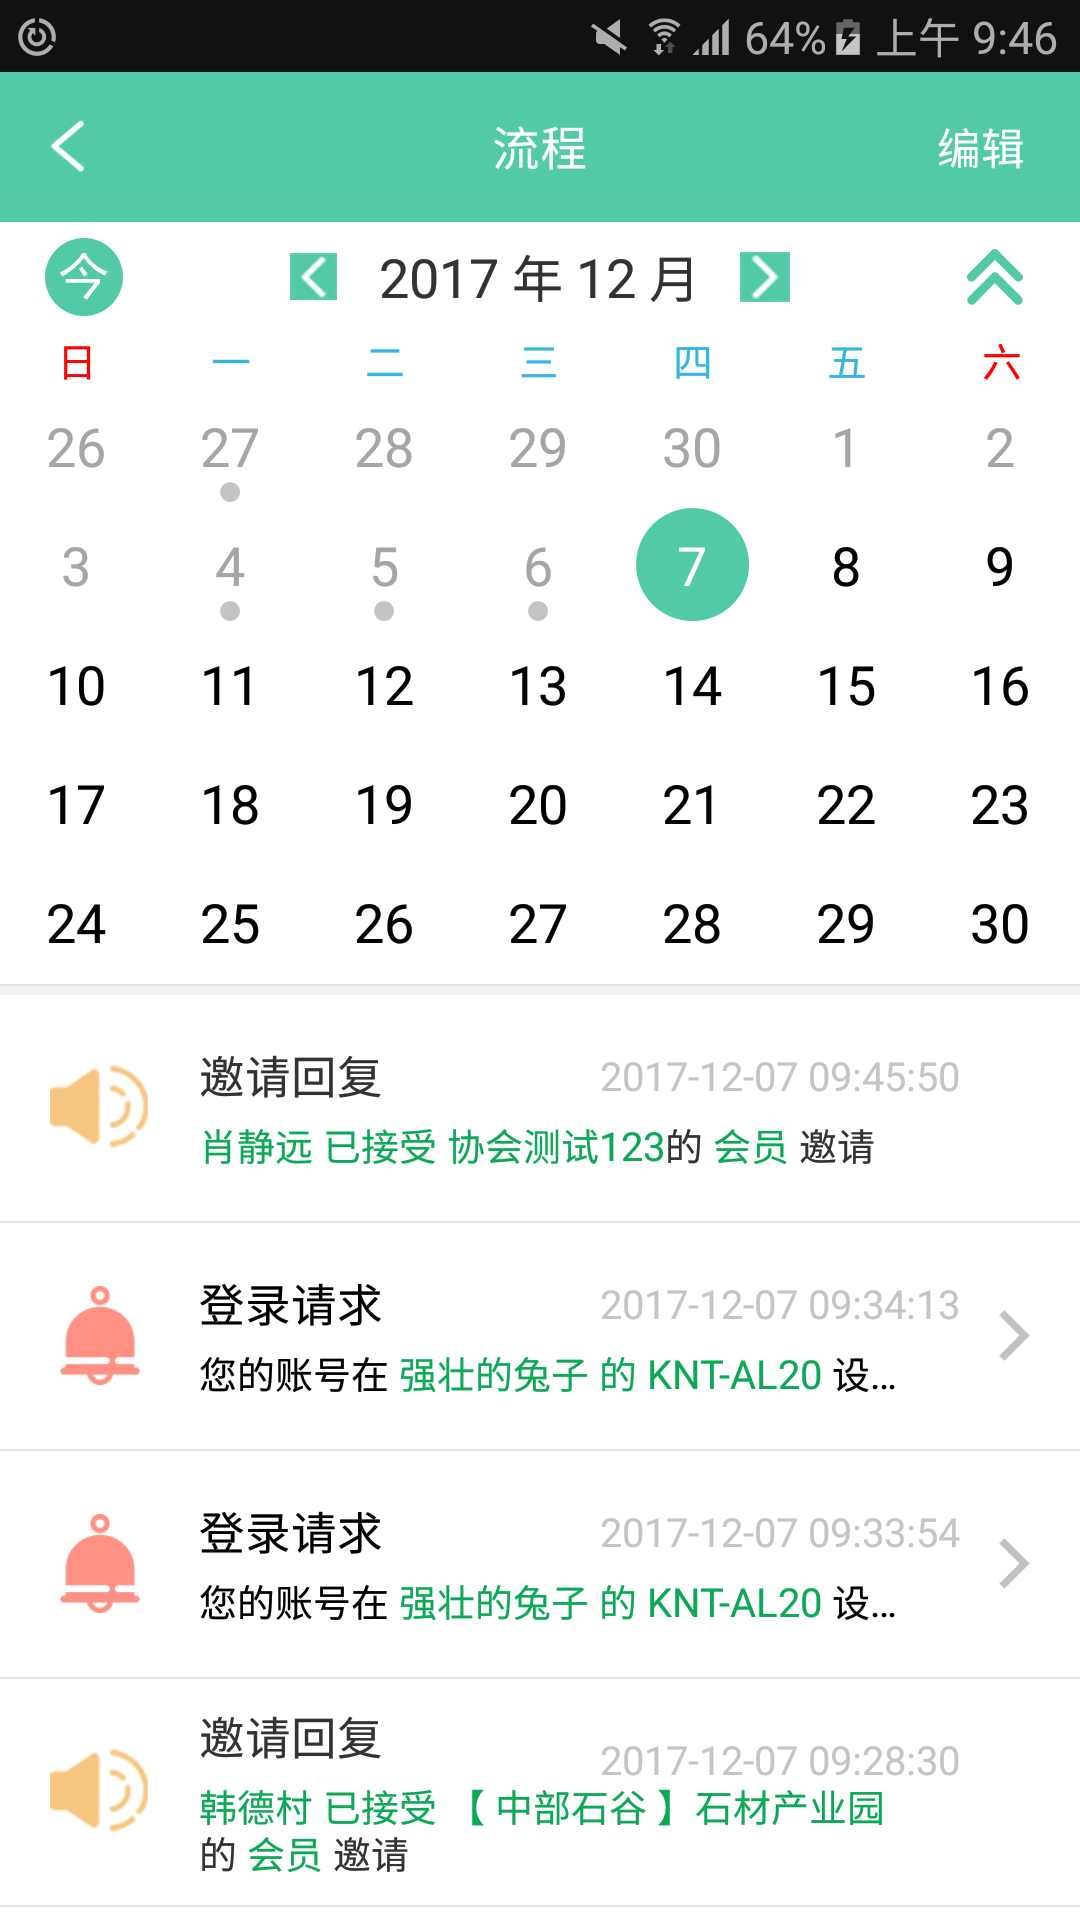 64% 上午 9:46
流程 编辑
今 2017 年 12 月
日 一 二 三 四 五 六
26 27 28 29 30 1 2
3 4 5 6 7 8 9
10 11 12 13 14 15 16
17 18 19 20 21 22 23
24 25 26 27 28 29 30
邀请回复 2017-12-07 09:45:50
肖静远 已接受 协会测试123的 会员 邀请
登录请求 2017-12-07 09:34:13
您的账号在 强壮的兔子 的 KNT-AL20 设...
登录请求 2017-12-07 09:33:54
您的账号在 强壮的兔子 的 KNT-AL20 设...
邀请回复 2017-12-07 09:28:30
韩德村 已接受 【 中部石谷 】石材产业园
的 会员 邀请